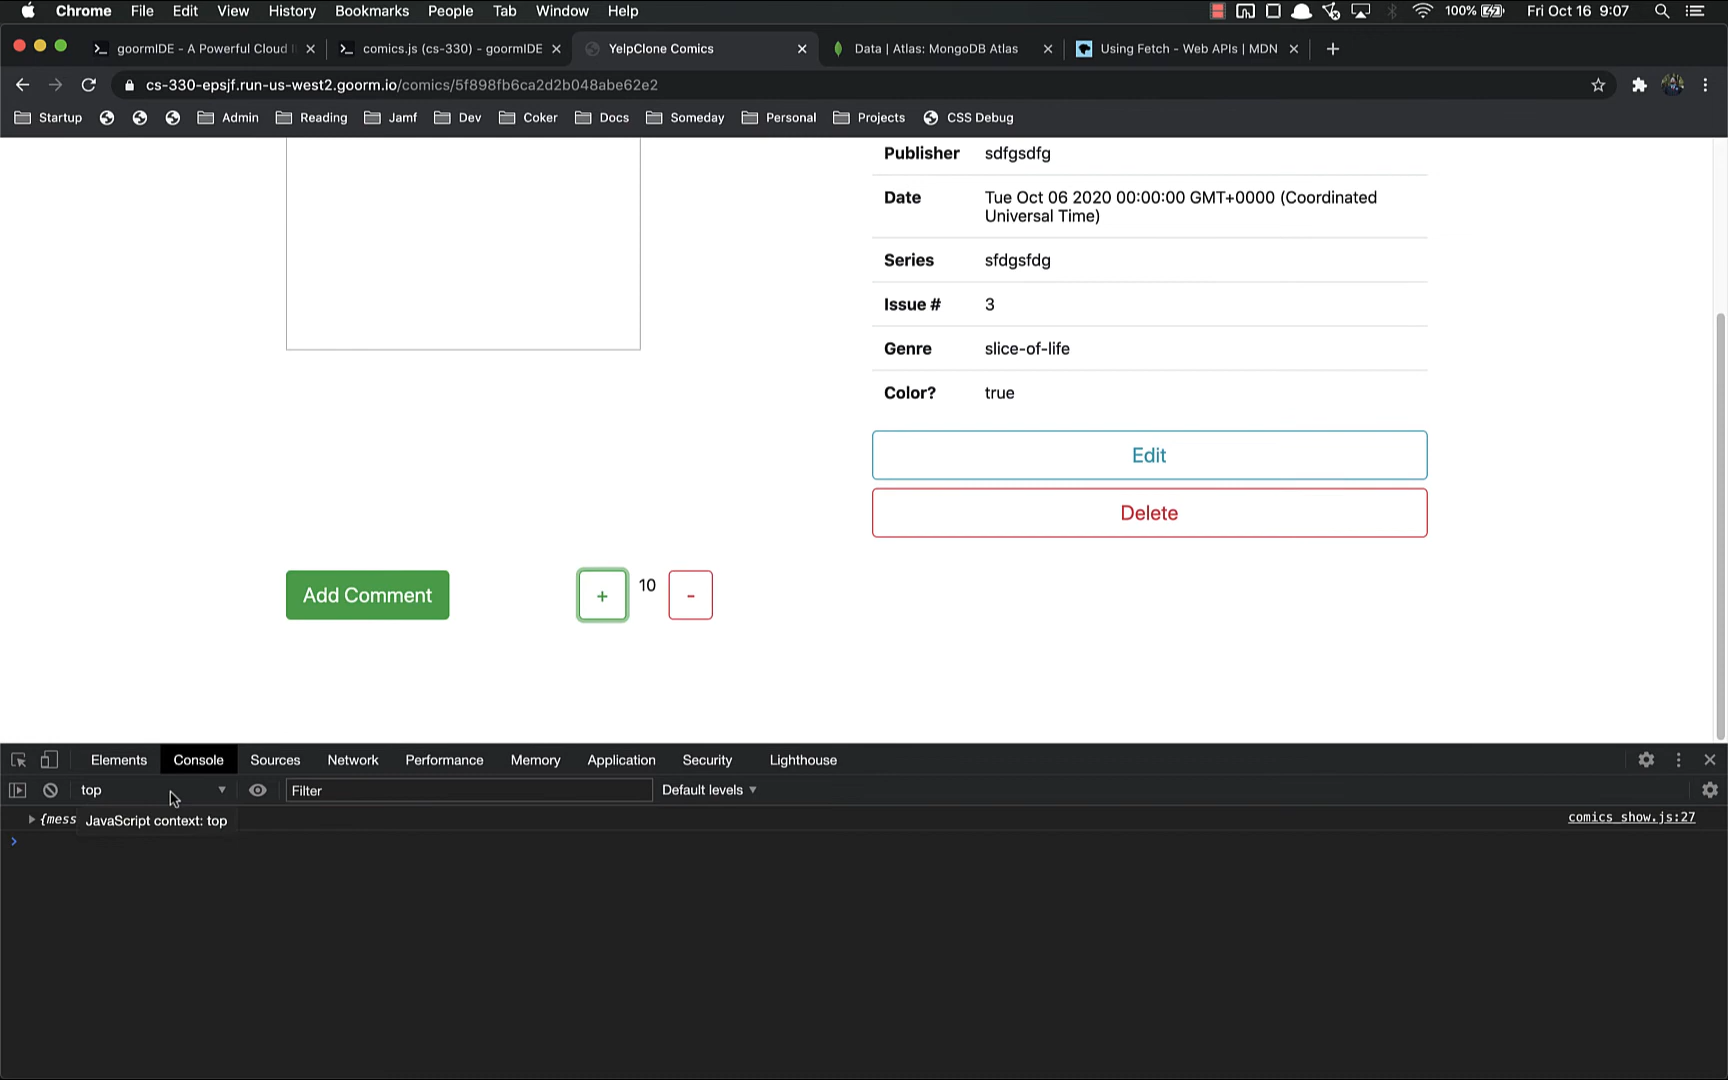 Chrome File Edit View History Bookmarks People Tab Window Help 100% Fri Oct 16 9:07
goormIDE - A Powerful Cloud comics.js (cs-330) - goormIDE YelpClone Comics Data | Atlas: MongoDB Atlas Using Fetch - Web APIs | MDN
cs-330-epsjf.run-us-west2.goorm.io/comics/5f898fb6ca2d2b048abe62e2
Startup Admin Reading Jamf Dev Coker Docs Someday Personal Projects CSS Debug
Publisher sdfgsdfg
Date Tue Oct 06 2020 00:00:00 GMT+0000 (Coordinated
Universal Time)
Series sfdgsfdg
Issue # 3
Genre slice-of-life
Color? true
Edit
Delete
Add Comment + 10 -
Elements Console Sources Network Performance Memory Application Security Lighthouse
top Filter Default levels
{mess JavaScript context: top comics_show.js:27